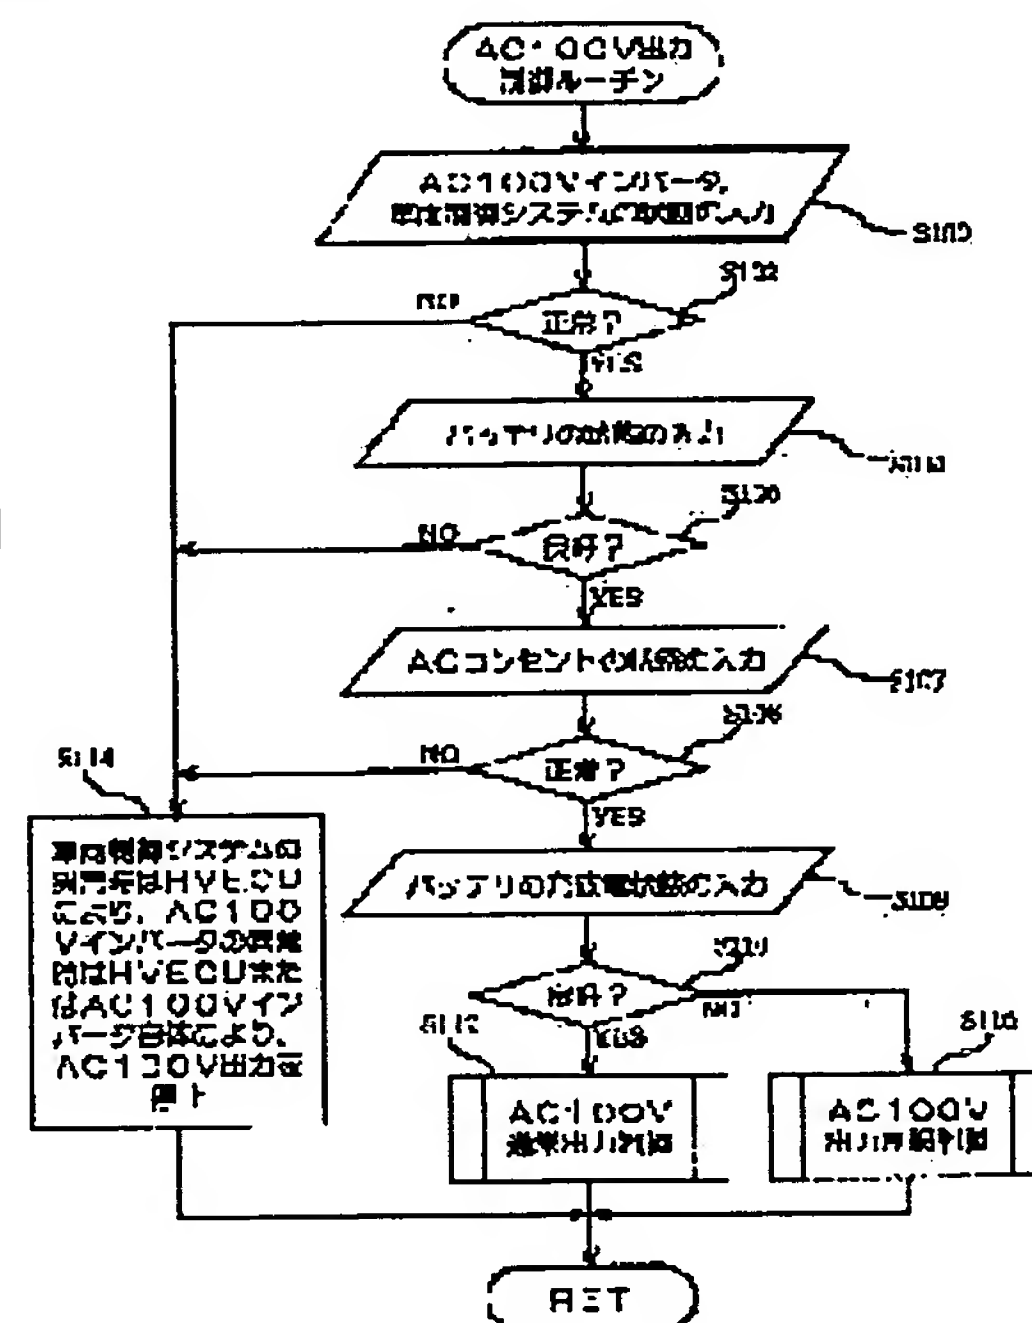 AC100V出力
制御ルーチン
AC100Vインバータ,
車両制御システムの状態の入力
S100
S102
正常？
NO
YES
バッテリの状態の入力
良好？
NO
YES
ACコンセントの状態の入力
S107
正常？
NO
YES
S114
車両制御システムの
異常時はHVECU
により、AC100
Vインバータの異常
時はHVECUまた
はAC100Vイン
バータ自体により、
AC100V出力を
停止
バッテリの充放電状態の入力
S108
良好？
NO
YES
S112
AC100V
通常出力制御
S116
AC100V
出力制限制御
RET